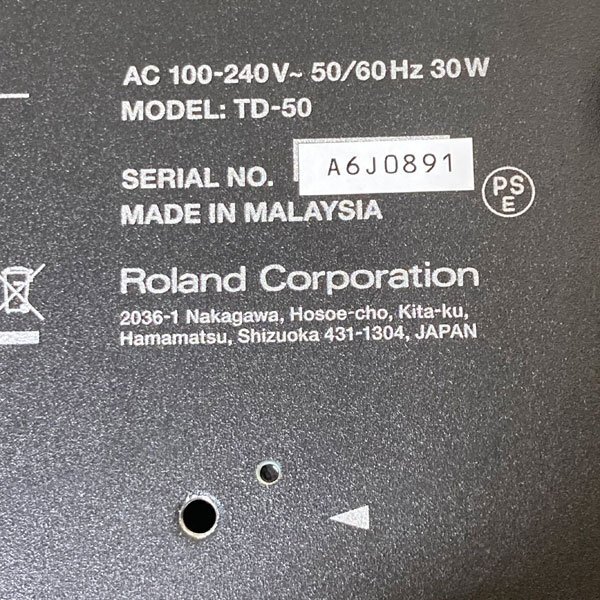 AC 100-240V~ 50/60Hz 30W
MODEL: TD-50
SERIAL NO. A6J0891
MADE IN MALAYSIA
PS
E
Roland Corporation
2036-1 Nakagawa, Hosoe-cho, Kita-ku,
Hamamatsu, Shizuoka 431-1304, JAPAN